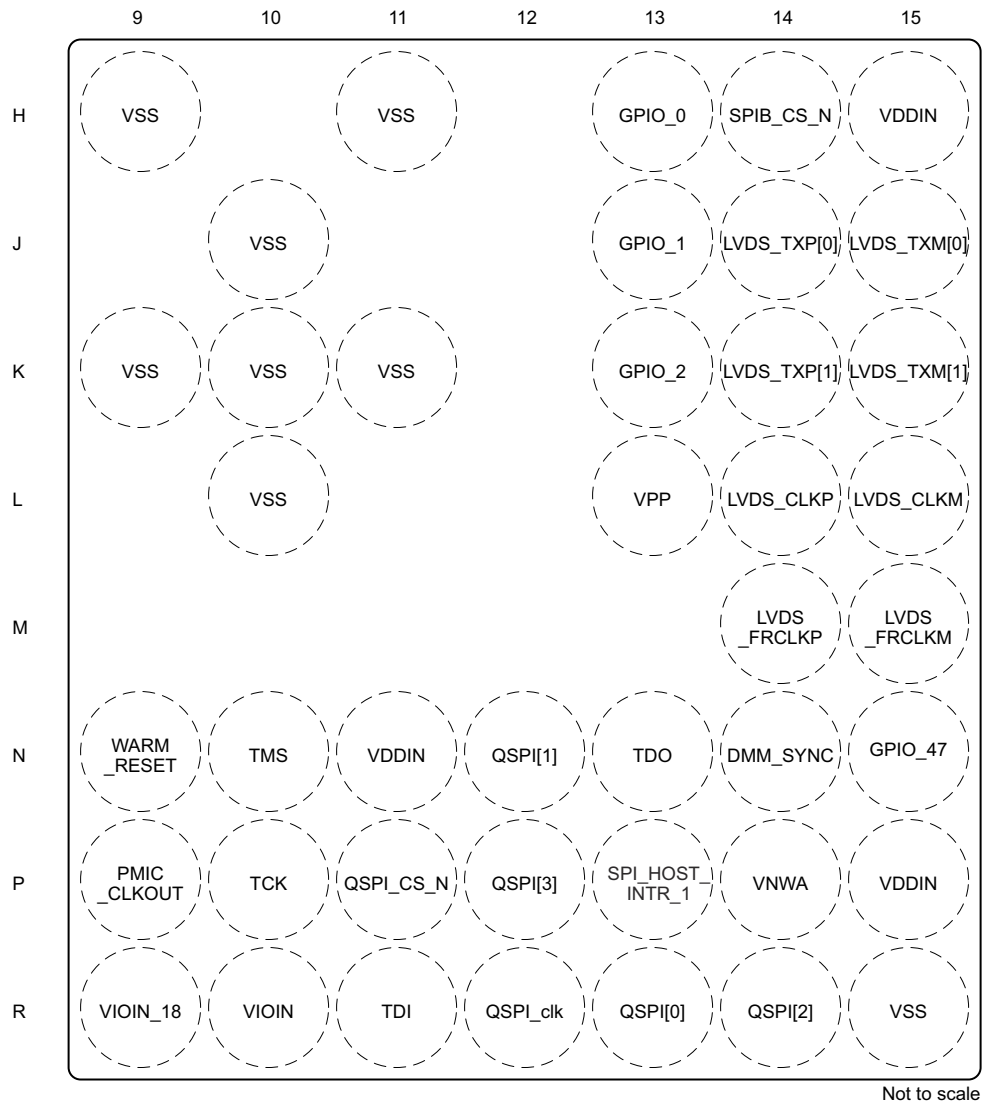 9 10 11 12 13 14 15
H VSS VSS GPIO_0 SPIB_CS_N VDDIN
J VSS GPIO_1 LVDS_TXP[0] LVDS_TXM[0]
K VSS VSS VSS GPIO_2 LVDS_TXP[1] LVDS_TXM[1]
L VSS VPP LVDS_CLKP LVDS_CLKM
M LVDS
_FRCLKP LVDS
_FRCLKM
N WARM
_RESET TMS VDDIN QSPI[1] TDO DMM_SYNC GPIO_47
P PMIC
_CLKOUT TCK QSPI_CS_N QSPI[3] SPI_HOST_
INTR_1 VNWA VDDIN
R VIOIN_18 VIOIN TDI QSPI_clk QSPI[0] QSPI[2] VSS
Not to scale